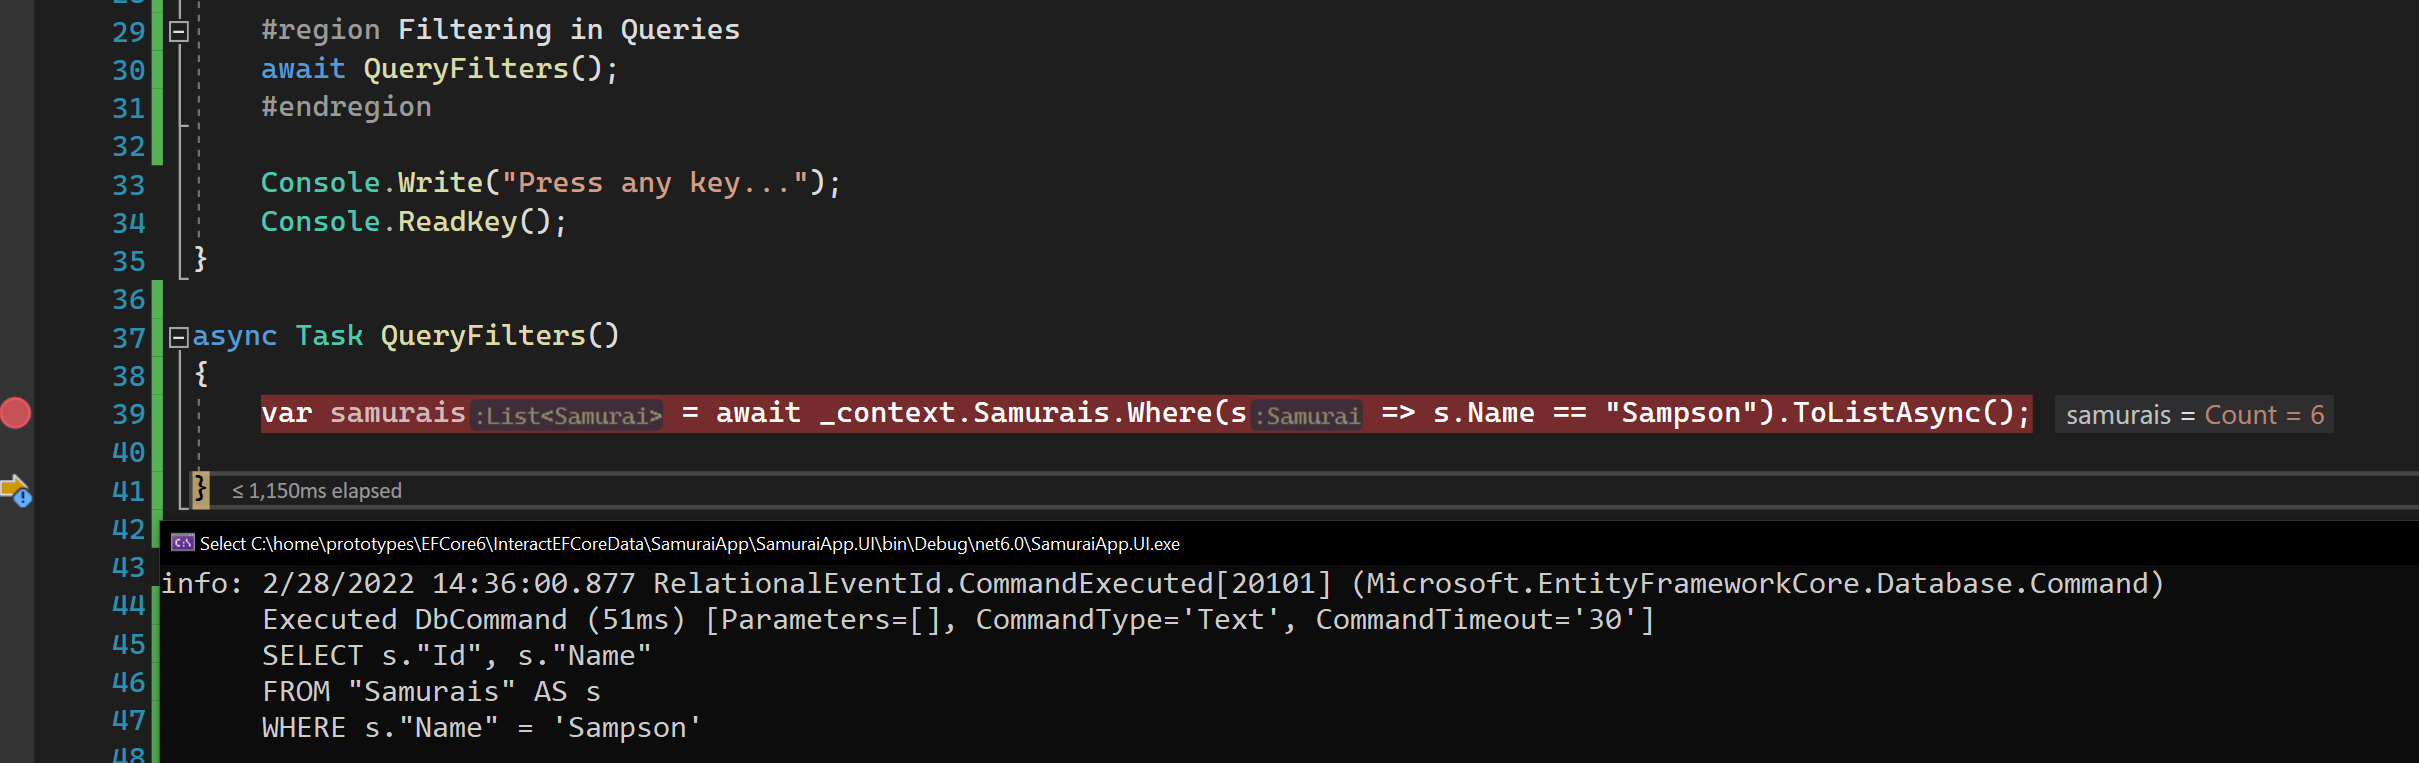 29 #region Filtering in Queries
30 await QueryFilters();
31 #endregion
32
33 Console.Write("Press any key...");
34 Console.ReadKey();
35 }
36
37 async Task QueryFilters()
38 {
39 var samurais :List<Samurai> = await _context.Samurais.Where(s :Samurai => s.Name == "Sampson").ToListAsync(); samurais = Count = 6
40
41 } ≤ 1,150ms elapsed
42
C:\ Select C:\home\prototypes\EFCore6\InteractEFCoreData\SamuraiApp\SamuraiApp.UI\bin\Debug\net6.0\SamuraiApp.UI.exe
43 info: 2/28/2022 14:36:00.877 RelationalEventId.CommandExecuted[20101] (Microsoft.EntityFrameworkCore.Database.Command)
44 Executed DbCommand (51ms) [Parameters=[], CommandType='Text', CommandTimeout='30']
45 SELECT s."Id", s."Name"
46 FROM "Samurais" AS s
47 WHERE s."Name" = 'Sampson'
48